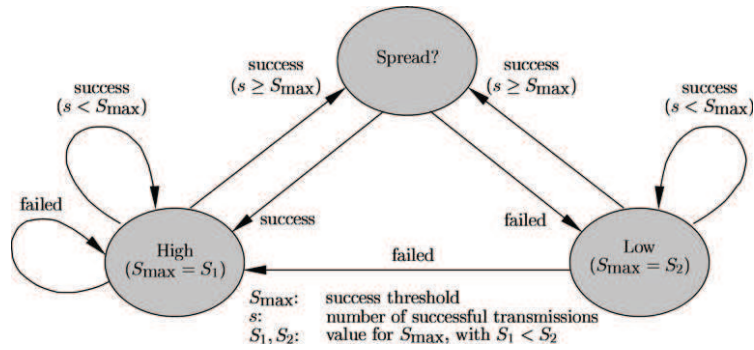 Spread?
success
(s ≥ Smax)
success
(s ≥ Smax)
success
(s < Smax)
success
(s < Smax)
failed
success
failed
High
(Smax = S1)
Low
(Smax = S2)
failed
Smax: success threshold
s: number of successful transmissions
S1, S2: value for Smax, with S1 < S2